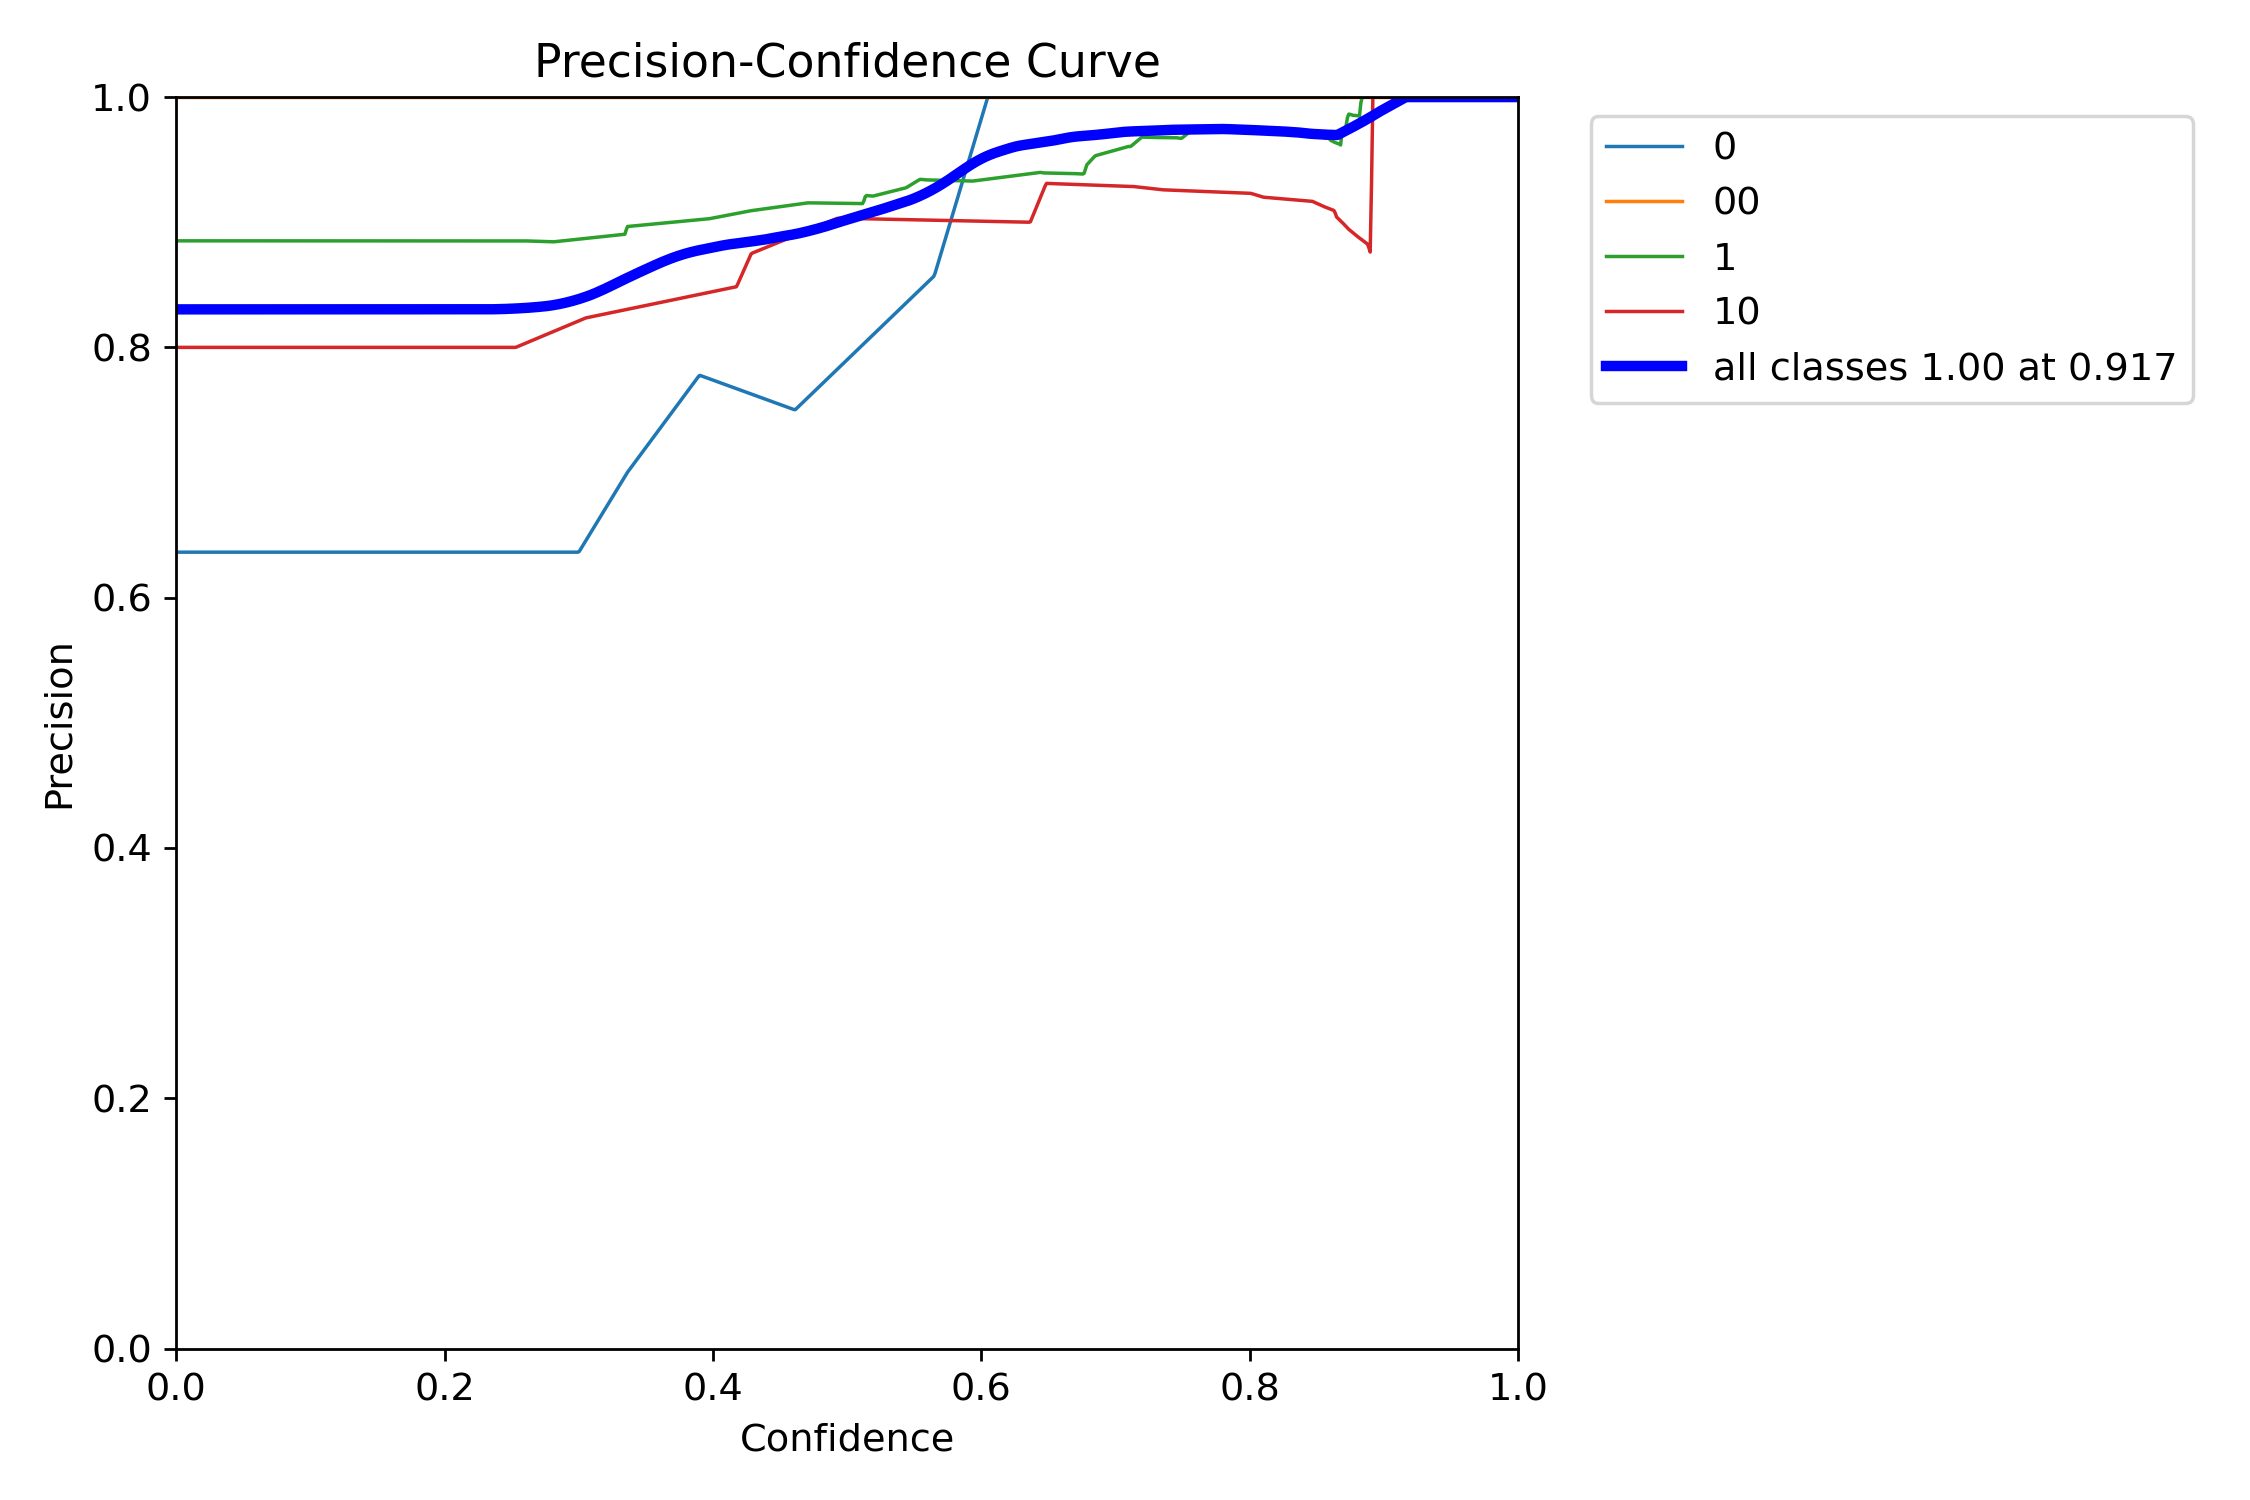 Precision-Confidence Curve
1.0
0.8
0.6
0.4
0.2
0.0
Precision
0.0 0.2 0.4 0.6 0.8 1.0
Confidence
0
00
1
10
all classes 1.00 at 0.917